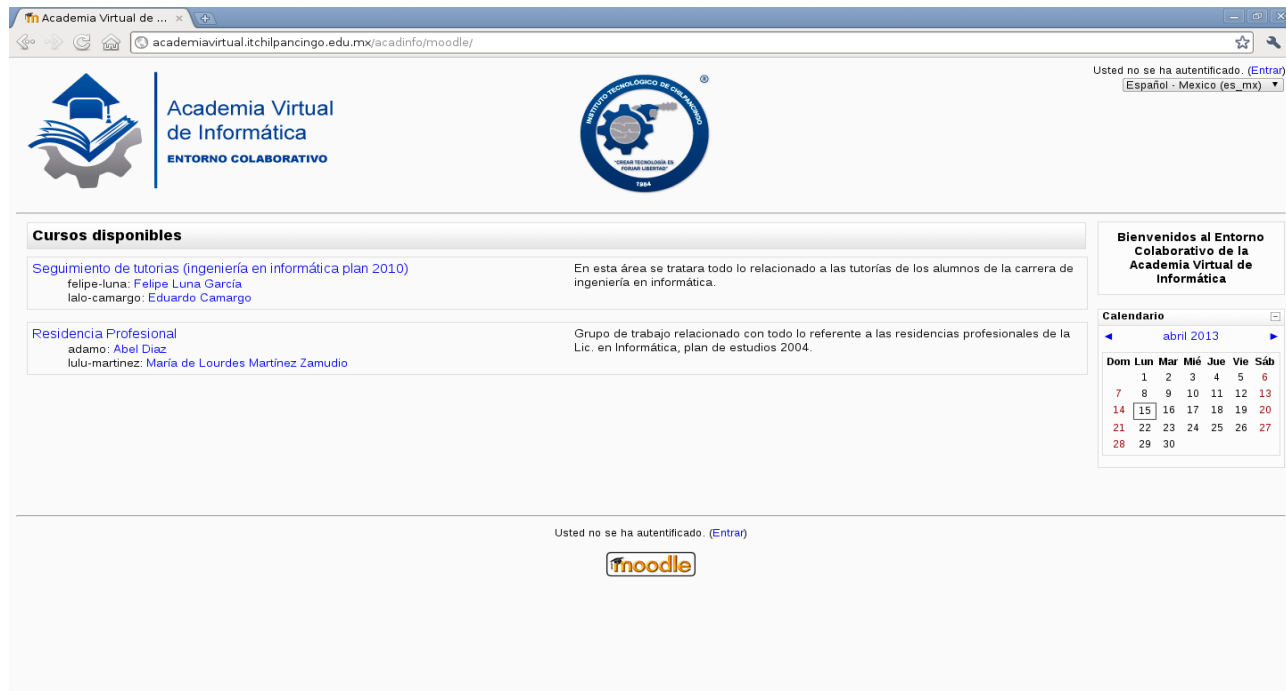 Academia Virtual de ...
academiavirtual.itchilpancingo.edu.mx/acadinfo/moodle/
Usted no se ha autentificado. (Entrar)
Español - Mexico (es_mx)
Academia Virtual
de Informática
ENTORNO COLABORATIVO
INSTITUTO TECNOLÓGICO DE CHILPANCINGO
®
"CREAR TECNOLOGÍA ES
FORJAR LIBERTAD"
1984
Cursos disponibles
Seguimiento de tutorias (ingeniería en informática plan 2010)
felipe-luna: Felipe Luna García
lalo-camargo: Eduardo Camargo
En esta área se tratara todo lo relacionado a las tutorías de los alumnos de la carrera de
ingeniería en informática.
Residencia Profesional
adamo: Abel Diaz
lulu-martinez: María de Lourdes Martínez Zamudio
Grupo de trabajo relacionado con todo lo referente a las residencias profesionales de la
Lic. en Informática, plan de estudios 2004.
Bienvenidos al Entorno
Colaborativo de la
Academia Virtual de
Informática
Calendario
◄ abril 2013 ►
Dom Lun Mar Mié Jue Vie Sáb
1 2 3 4 5 6
7 8 9 10 11 12 13
14 15 16 17 18 19 20
21 22 23 24 25 26 27
28 29 30
Usted no se ha autentificado. (Entrar)
moodle